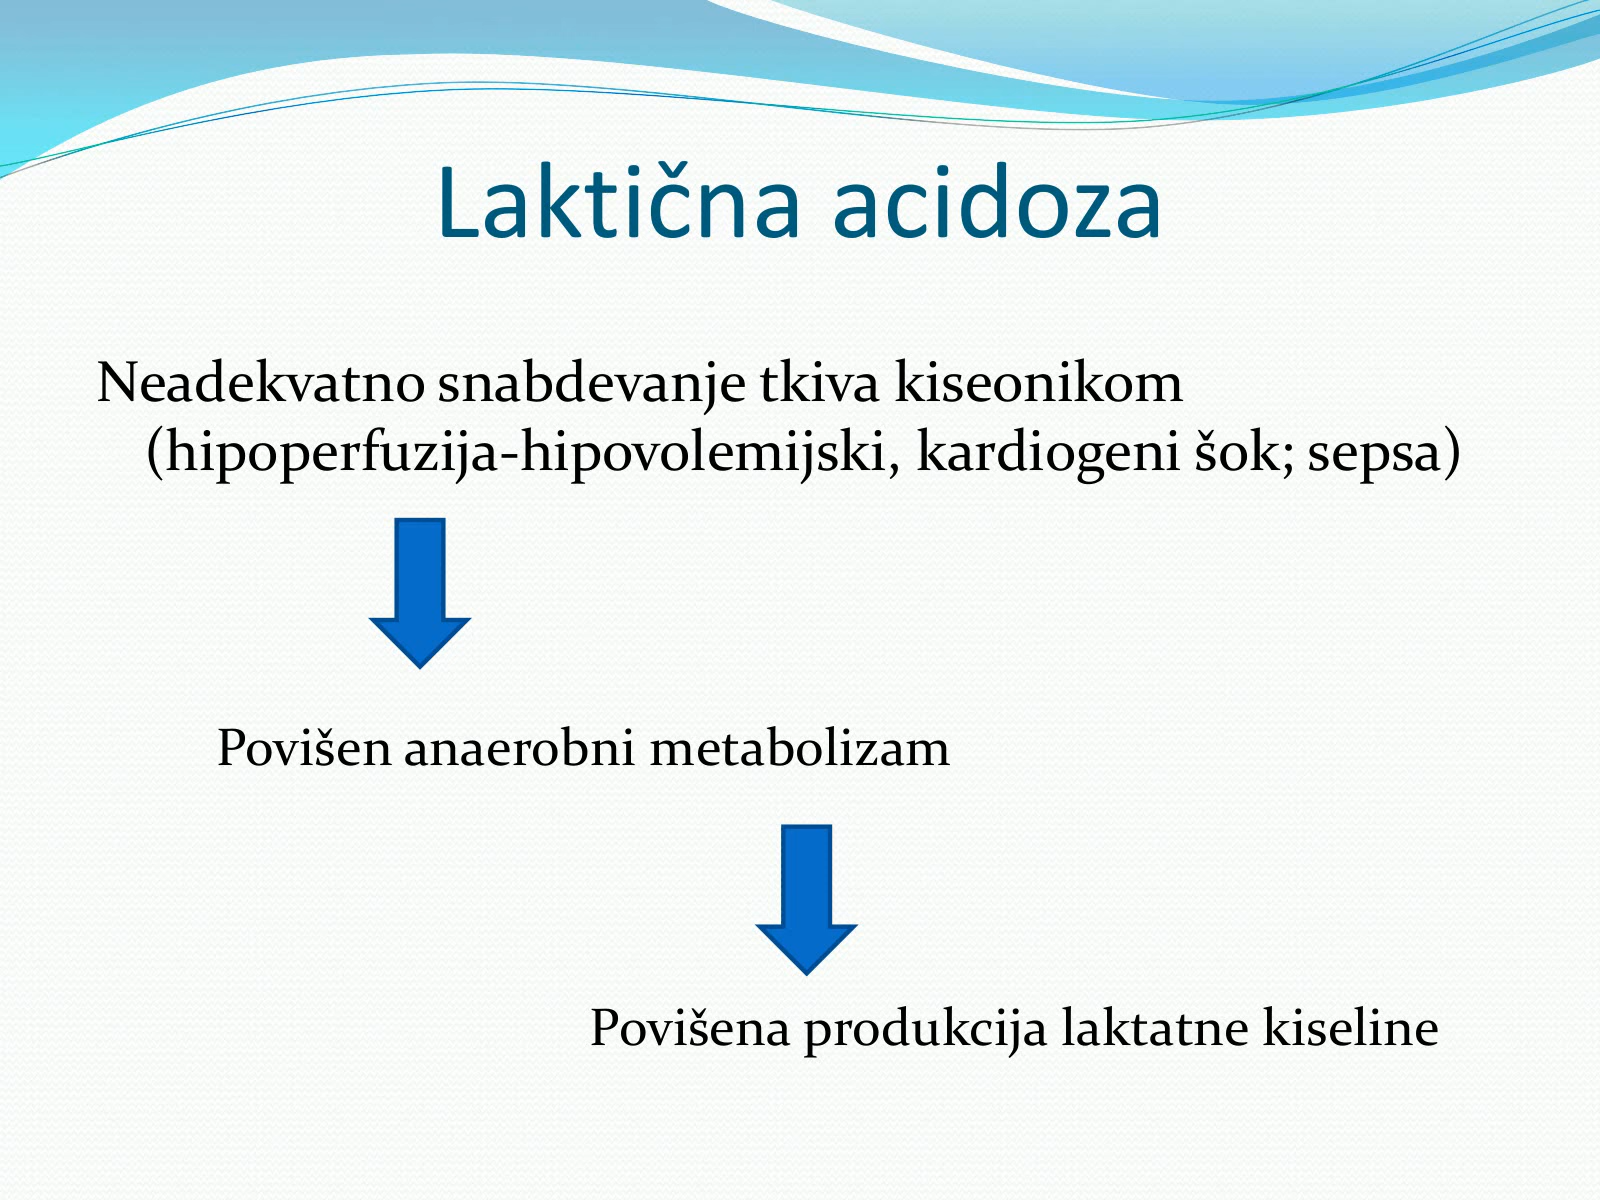 Laktična acidoza
Neadekvatno snabdevanje tkiva kiseonikom
(hipoperfuzija-hipovolemijski, kardiogeni šok; sepsa)
Povišen anaerobni metabolizam
Povišena produkcija laktatne kiseline